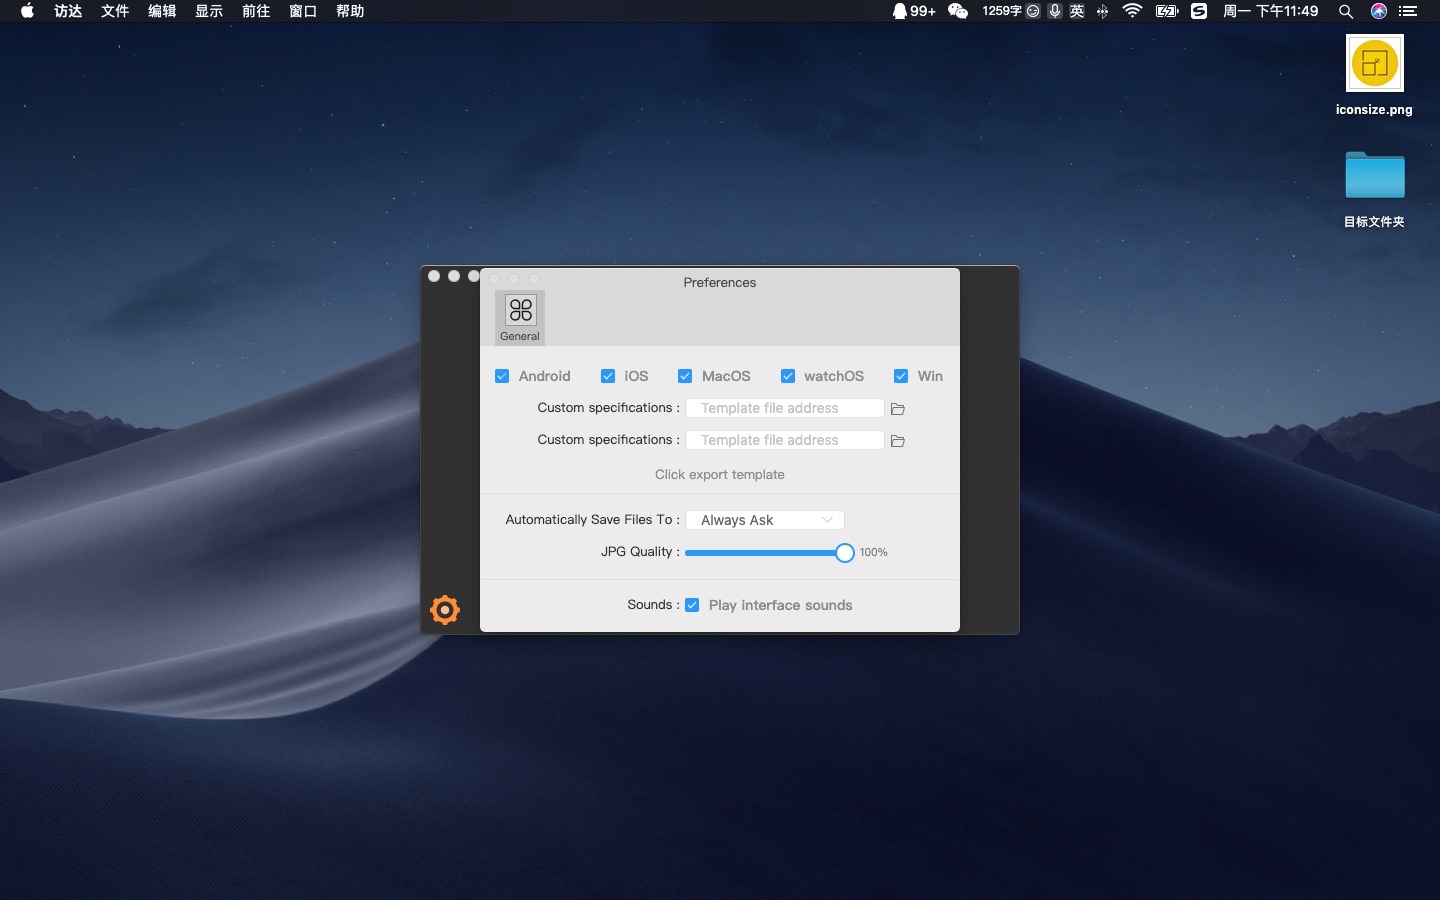 访达 文件 编辑 显示 前往 窗口 帮助 99+ 1259字 英 周一 下午11:49
iconsize.png
目标文件夹
Preferences
General
Android iOS MacOS watchOS Win
Custom specifications : Template file address
Custom specifications : Template file address
Click export template
Automatically Save Files To : Always Ask
JPG Quality : 100%
Sounds : Play interface sounds